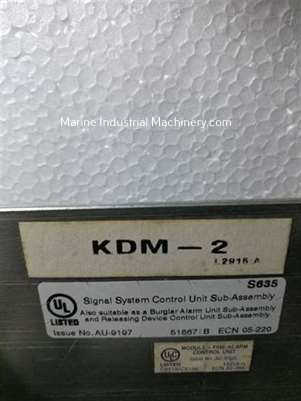 Marine Industrial Machinery.com
KDM - 2
L2915 A
S635
UL
LISTED
Signal System Control Unit Sub-Assembly
Also suitable as a Burglar Alarm Unit Sub-Assembly
and Releasing Device Control Unit Sub-Assembly
Issue No. AU-9197 51667 B ECN 05-220
MODULE - FIRE ALARM
CONTROL UNIT
LISTED